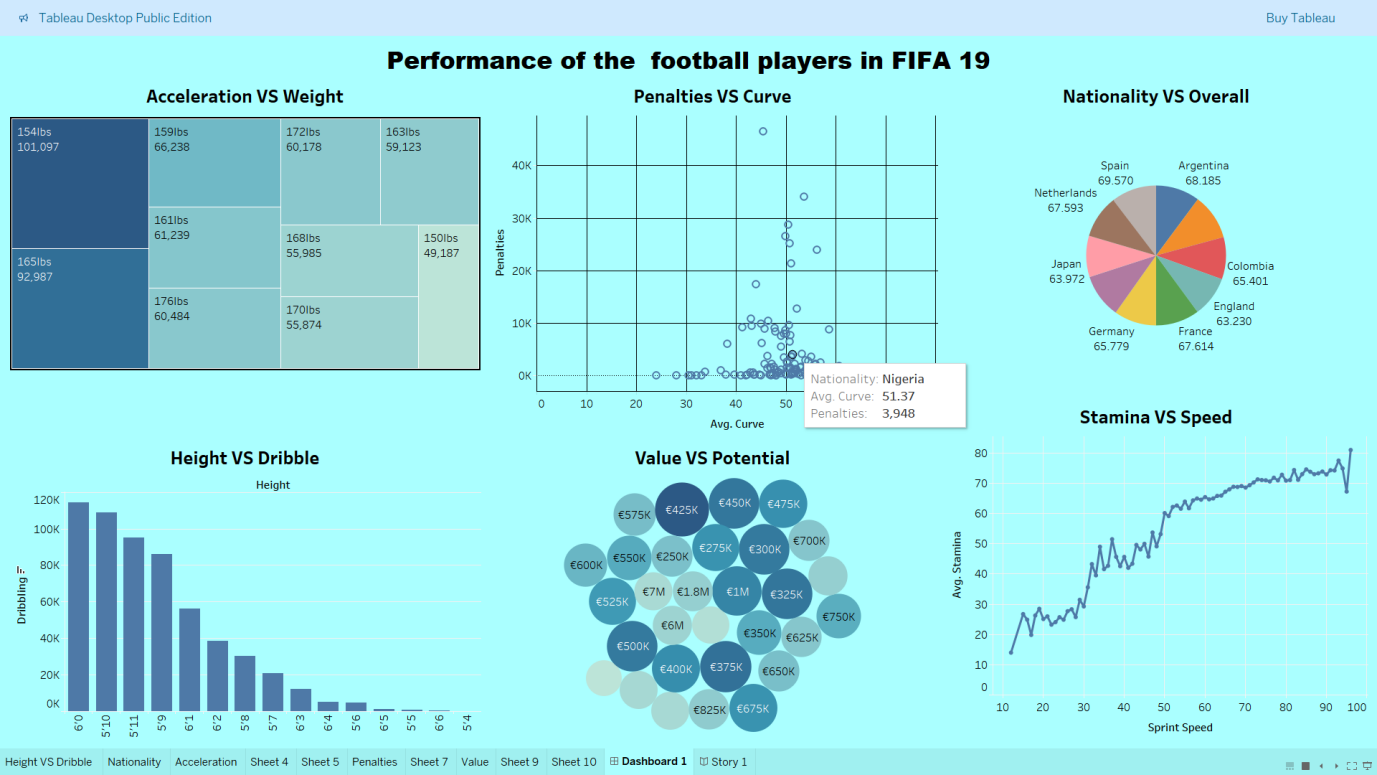 Tableau Desktop Public Edition
Buy Tableau
Performance of the football players in FIFA 19
Acceleration VS Weight
154lbs
101,097
165lbs
92,987
159lbs
66,238
161lbs
61,239
176lbs
60,484
172lbs
60,178
163lbs
59,123
168lbs
55,985
170lbs
55,874
150lbs
49,187
Penalties VS Curve
Penalties
40K
30K
20K
10K
0K
0
10
20
30
40
50
Avg. Curve
Nationality: Nigeria
Avg. Curve: 51.37
Penalties: 3,948
Nationality VS Overall
Spain
69.570
Argentina
68.185
Netherlands
67.593
Japan
63.972
Colombia
65.401
England
63.230
Germany
65.779
France
67.614
Height VS Dribble
Height
Dribbling
120K
100K
80K
60K
40K
20K
0K
6'0
5'10
5'11
5'9
6'1
6'2
5'8
5'7
6'3
6'4
5'6
6'5
5'5
6'6
5'4
Value VS Potential
€575K
€425K
€450K
€475K
€600K
€550K
€250K
€275K
€300K
€700K
€525K
€7M
€1.8M
€1M
€325K
€750K
€6M
€350K
€625K
€500K
€400K
€375K
€650K
€825K
€675K
Stamina VS Speed
Avg. Stamina
80
70
60
50
40
30
20
10
0
10
20
30
40
50
60
70
80
90
100
Sprint Speed
Height VS Dribble
Nationality
Acceleration
Sheet 4
Sheet 5
Penalties
Sheet 7
Value
Sheet 9
Sheet 10
Dashboard 1
Story 1